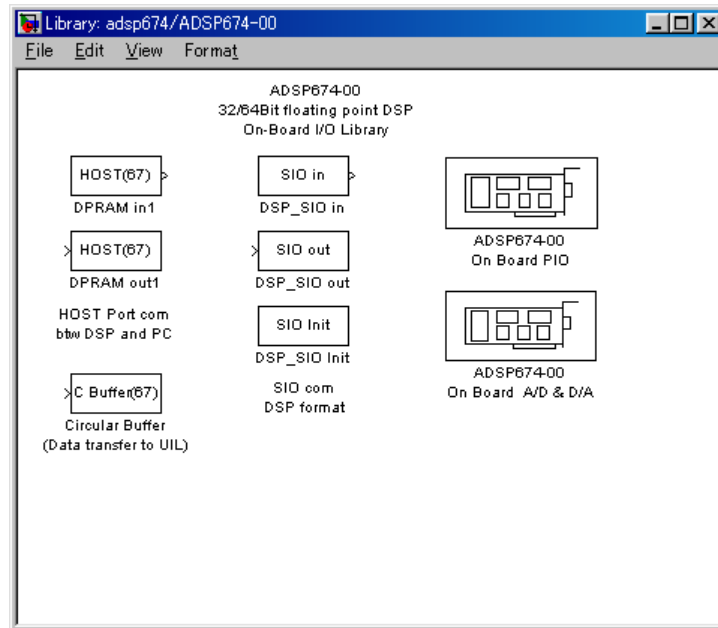 Library: adsp674/ADSP674-00
File Edit View Format
ADSP674-00
32/64Bit floating point DSP
On-Board I/O Library
HOST(67)
DPRAM in1
HOST(67)
DPRAM out1
HOST Port com
btw DSP and PC
C Buffer(67)
Circular Buffer
(Data transfer to UIL)
SIO in
DSP_SIO in
SIO out
DSP_SIO out
SIO Init
DSP_SIO Init
SIO com
DSP format
ADSP674-00
On Board PIO
ADSP674-00
On Board A/D & D/A